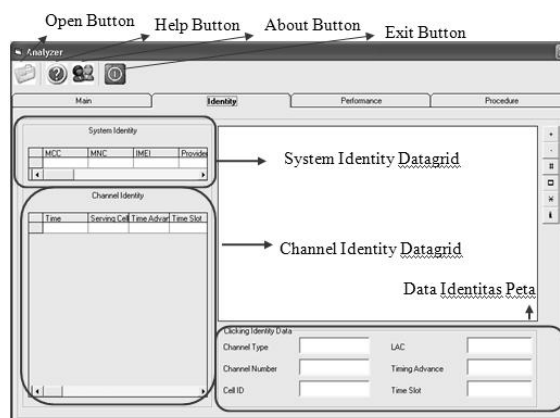 Open Button
Help Button
About Button
Exit Button
Analyzer
Main
Identity
Performance
Procedure
System Identity
MCC MNC IMEI Provider
System Identity Datagrid
Channel Identity
Time Serving Cell Time Advan Time Slot
Channel Identity Datagrid
Data Identitas Peta
Clicking Identity Data
Channel Type
LAC
Channel Number
Timing Advance
Cell ID
Time Slot